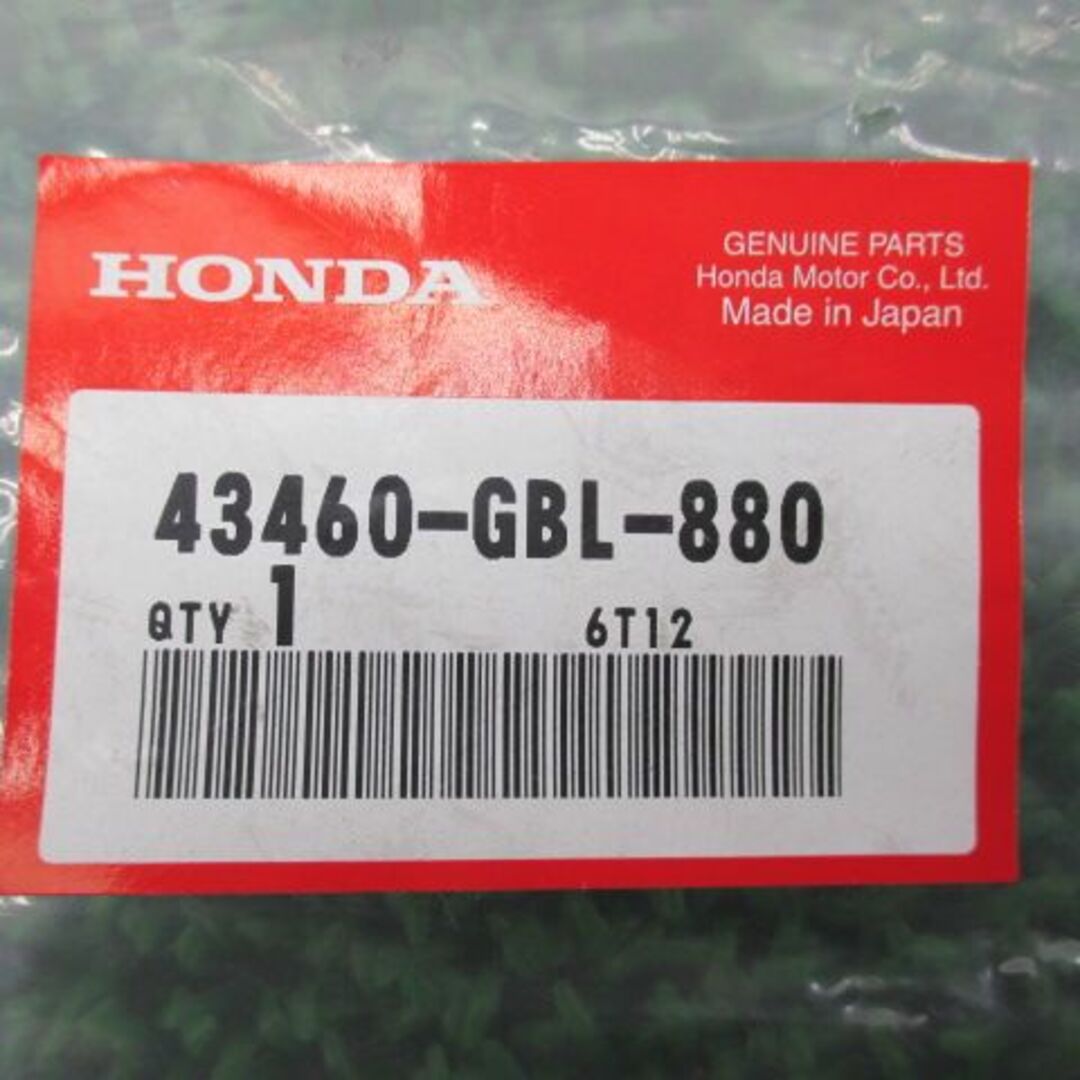 HONDA
GENUINE PARTS
Honda Motor Co., Ltd.
Made in Japan
43460-GBL-880
QTY 1 6T12